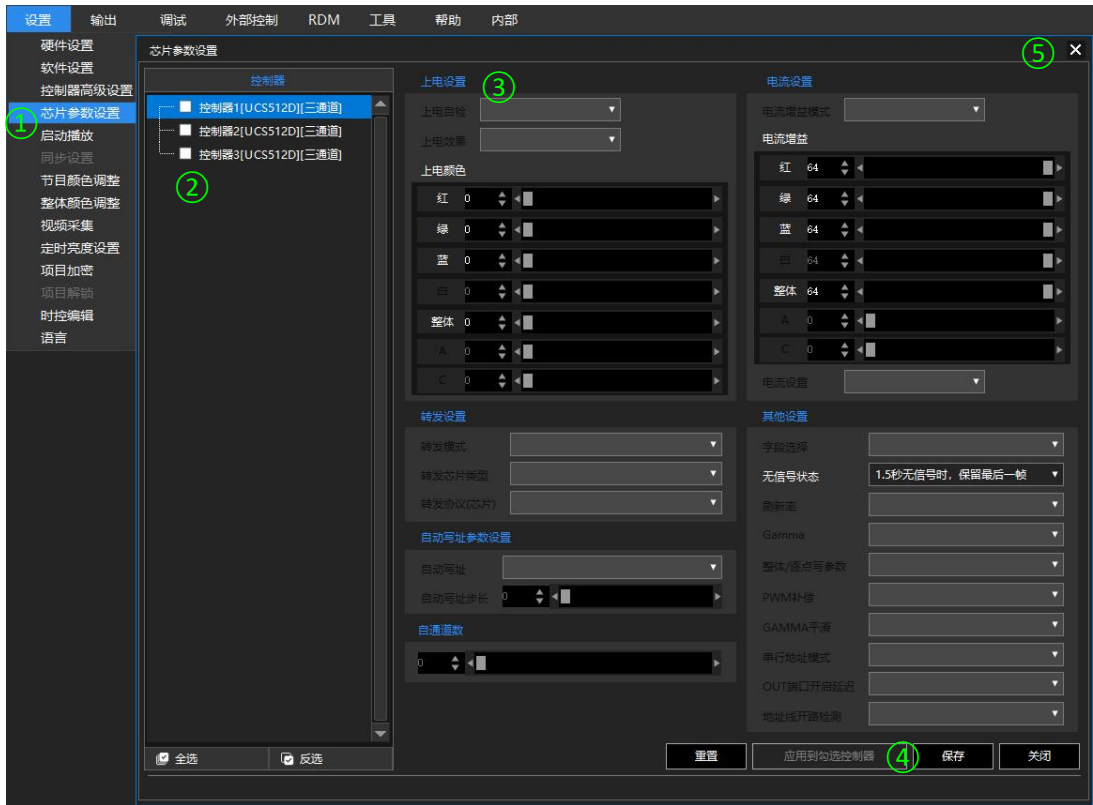 设置 输出 调试 外部控制 RDM 工具 帮助 内部
硬件设置
软件设置
控制器高级设置
芯片参数设置
启动播放
同步设置
节目颜色调整
整体颜色调整
视频采集
定时亮度设置
项目加密
项目解锁
时控编辑
语言
①
芯片参数设置
⑤
控制器
控制器1[UCS512D][三通道]
控制器2[UCS512D][三通道]
控制器3[UCS512D][三通道]
②
全选 反选
上电设置 ③
上电自检
上电效果
上电颜色
红 0
绿 0
蓝 0
白 0
整体 0
A 0
C 0
转发设置
转发模式
转发芯片类型
转发协议(芯片)
自动写址参数设置
自动写址
自动写址步长 0
自通道数
0
电流设置
电流增益模式
电流增益
红 64
绿 64
蓝 64
白 64
整体 64
A 0
C 0
电流设置
其他设置
字段选择
无信号状态 1.5秒无信号时，保留最后一帧
刷新率
Gamma
整体/逐点写参数
PWM补偿
GAMMA平滑
串行地址模式
OUT端口开启延迟
地址线开路检测
重置 应用到勾选控制器 ④ 保存 关闭